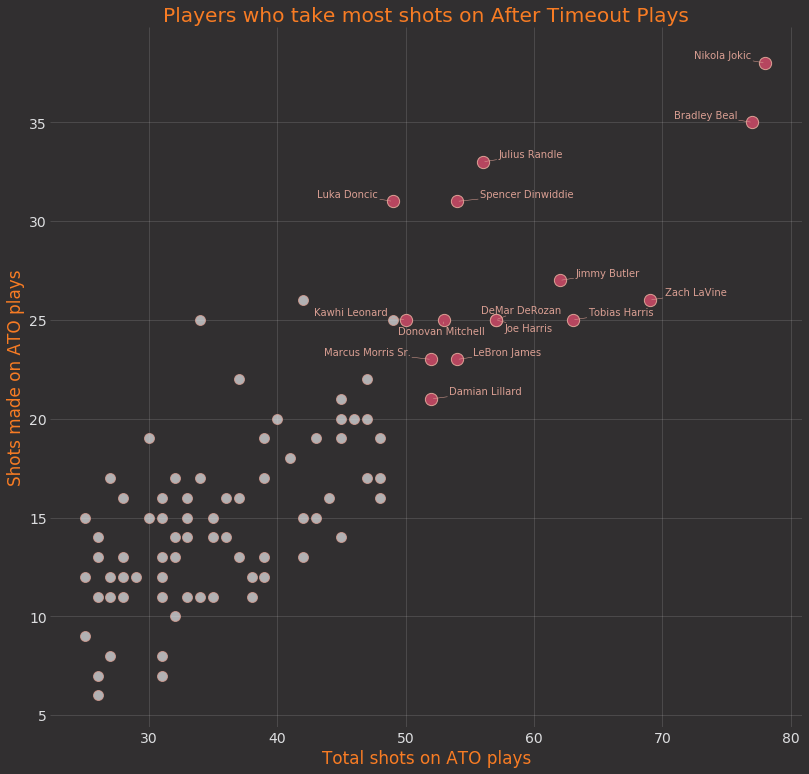 Players who take most shots on After Timeout Plays
Nikola Jokic
Bradley Beal
Julius Randle
Luka Doncic
Spencer Dinwiddie
Jimmy Butler
Zach LaVine
Kawhi Leonard
DeMar DeRozan
Tobias Harris
Donovan Mitchell
Joe Harris
Marcus Morris Sr.
LeBron James
Damian Lillard
Shots made on ATO plays
35
30
25
20
15
10
5
30
40
50
60
70
80
Total shots on ATO plays